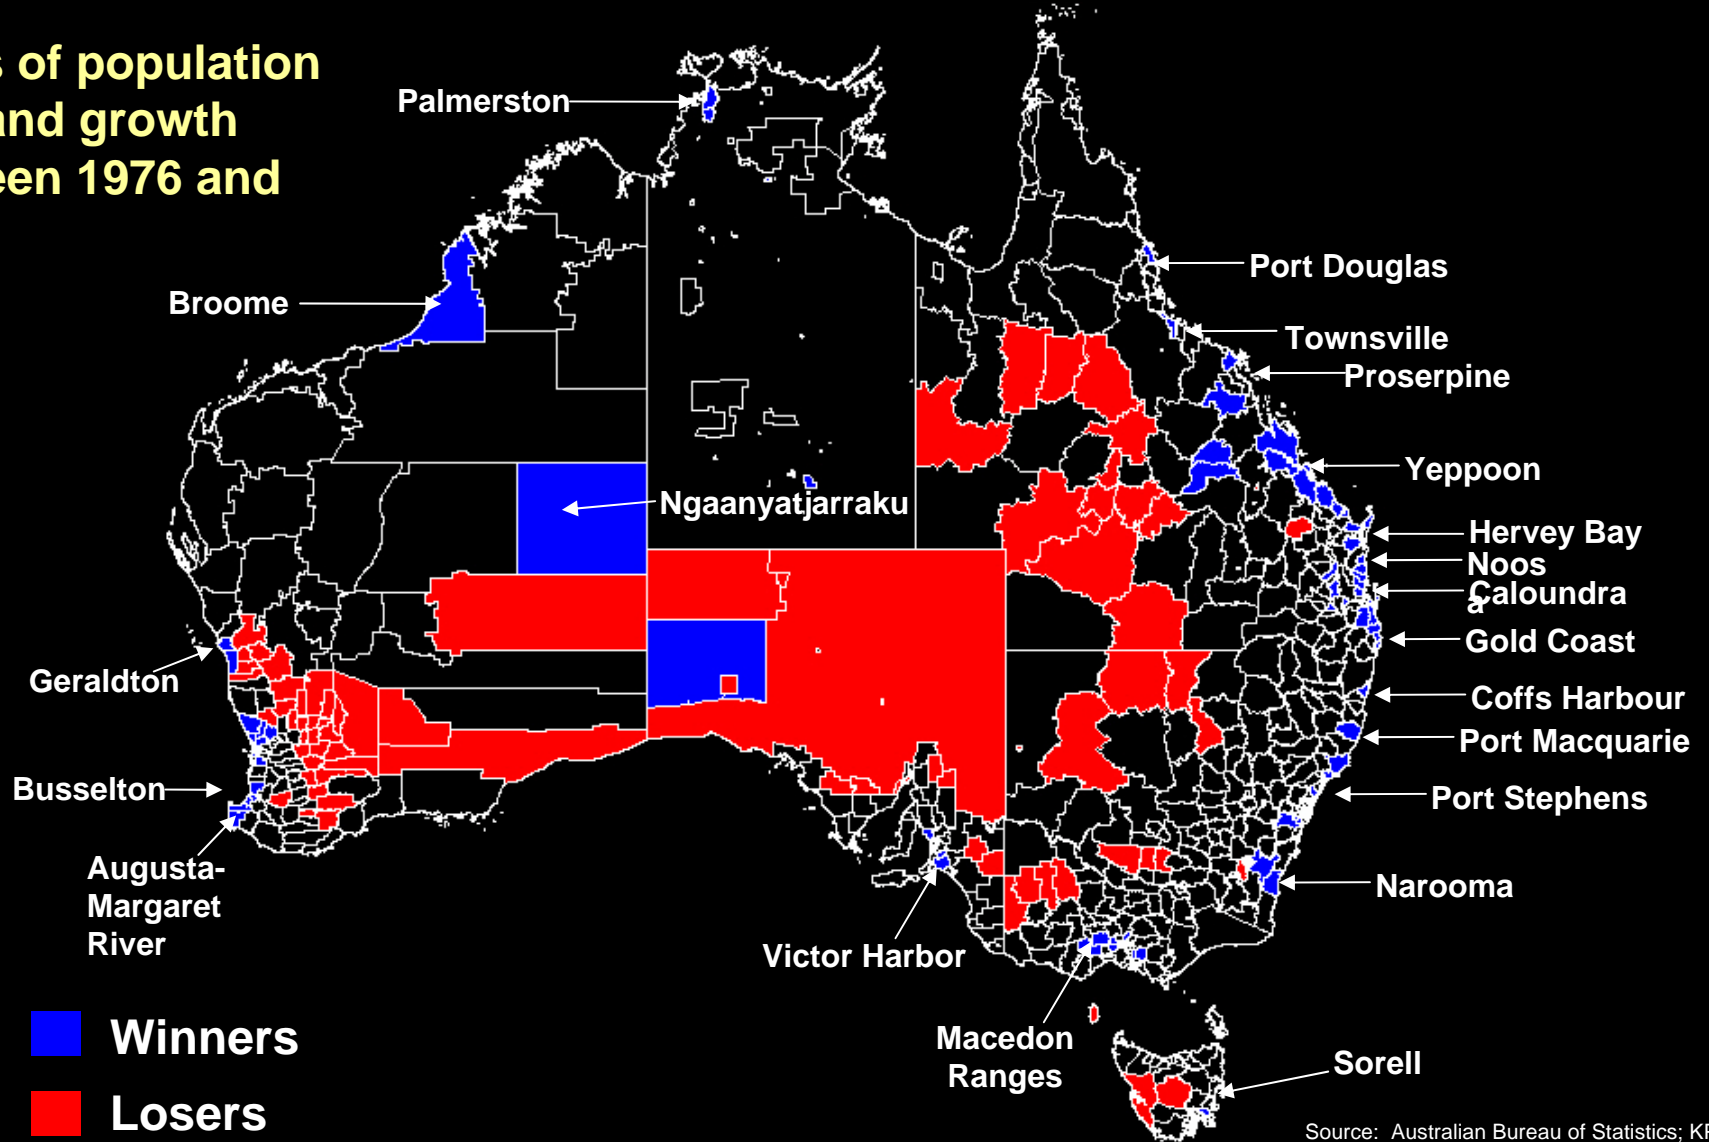 s of population
and growth
een 1976 and
Palmerston
Broome
Port Douglas
Townsville
Proserpine
Ngaanyatjarraku
Yeppoon
Hervey Bay
Noos
a
Caloundra
Gold Coast
Geraldton
Coffs Harbour
Port Macquarie
Busselton
Port Stephens
Augusta-
Margaret
River
Narooma
Victor Harbor
Macedon
Ranges
Sorell
Winners
Losers
Source: Australian Bureau of Statistics; KP